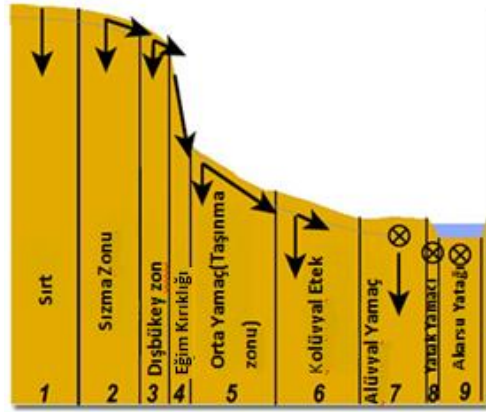 Sırt
Sızma Zonu
Dışbükey zon
Eğim Kırıklığı
Orta Yamaç(Taşınma
zonu)
Kolüvyal Etek
Alüvyal Yamaç
Yatak Yamacı
Akarsu Yatağı
1 2 3 4 5 6 7 8 9